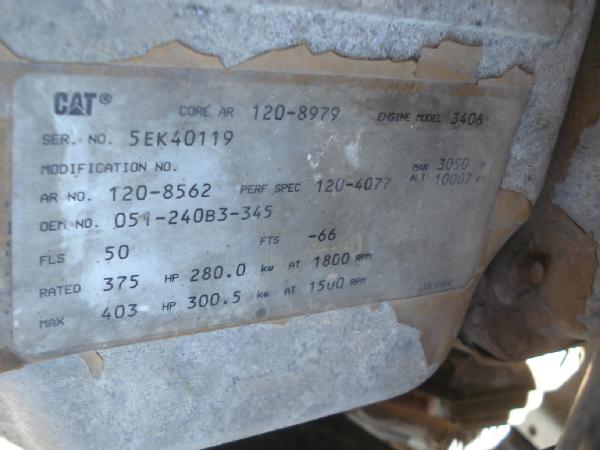 CAT® CORE AR 120-8979 ENGINE MODEL 3406
SER. NO. 5EK40119
MODIFICATION NO. MAX 3050 M
AR NO. 120-8562 PERF SPEC 120-4077 ALT 10007 FT
OEM NO. 051-240B3-345
FLS 50 FTS -66
RATED 375 HP 280.0 kw AT 1800 RPM
MAX 403 HP 300.5 kw AT 1500 RPM